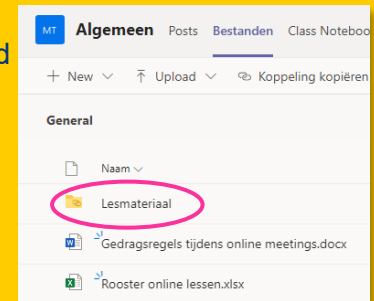 d
MT Algemeen Posts Bestanden Class Noteboo
+ New Upload Koppeling kopiëren
General
Naam
Lesmateriaal
Gedragsregels tijdens online meetings.docx
Rooster online lessen.xlsx